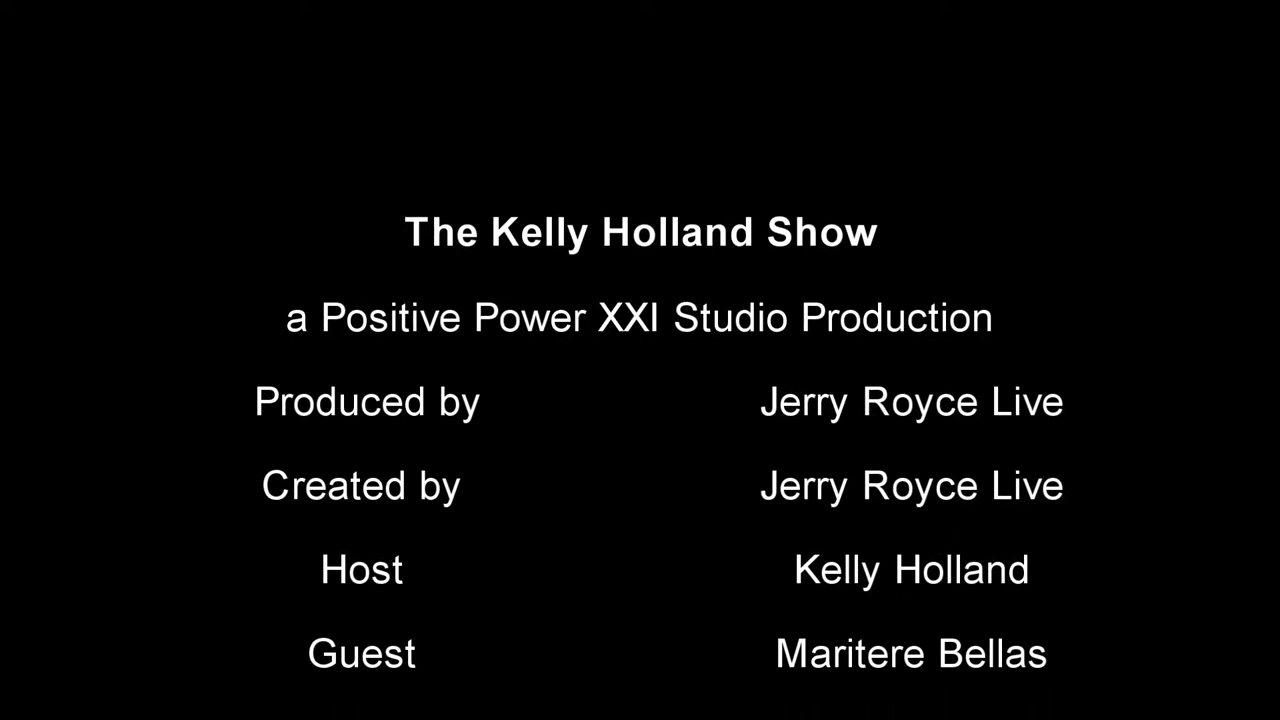 The Kelly Holland Show
a Positive Power XXI Studio Production
Produced by Jerry Royce Live
Created by Jerry Royce Live
Host Kelly Holland
Guest Maritere Bellas